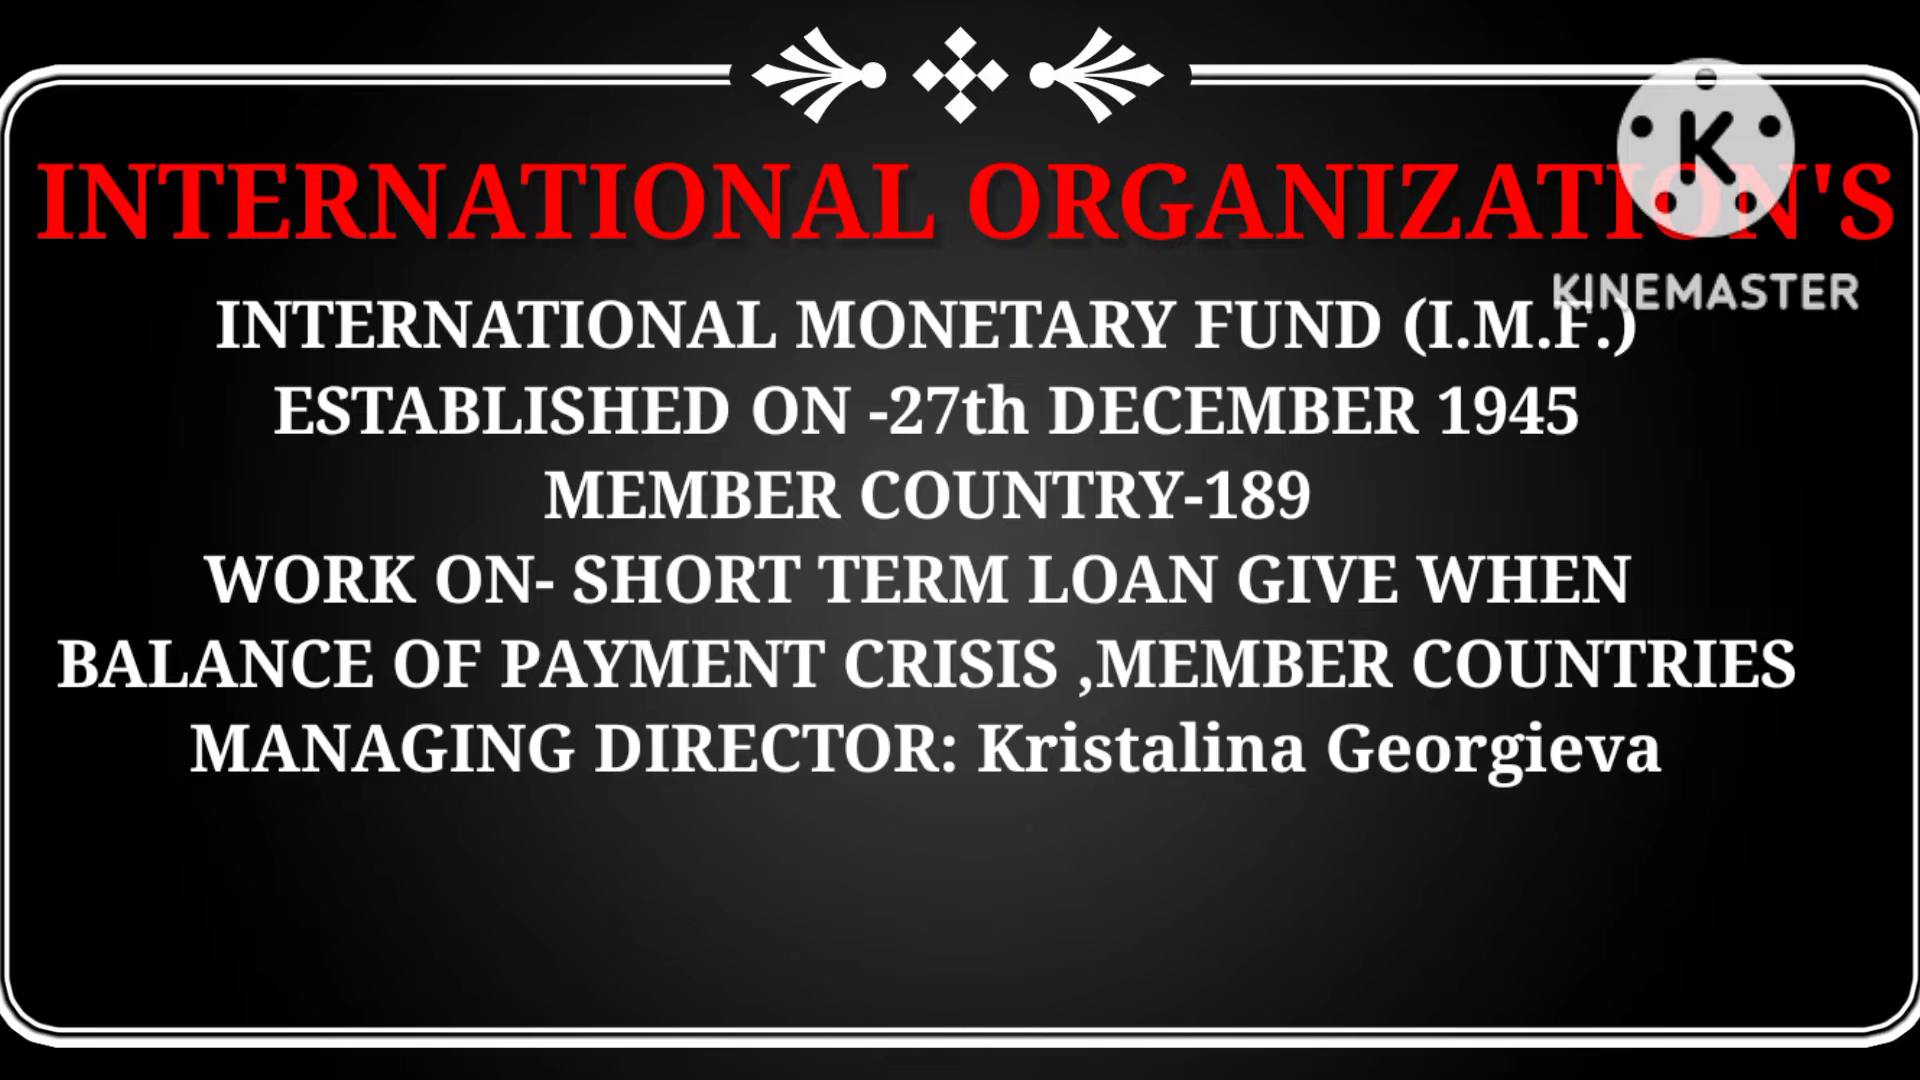 INTERNATIONAL ORGANIZATION'S
KINEMASTER
INTERNATIONAL MONETARY FUND (I.M.F.)
ESTABLISHED ON -27th DECEMBER 1945
MEMBER COUNTRY-189
WORK ON- SHORT TERM LOAN GIVE WHEN
BALANCE OF PAYMENT CRISIS ,MEMBER COUNTRIES
MANAGING DIRECTOR: Kristalina Georgieva